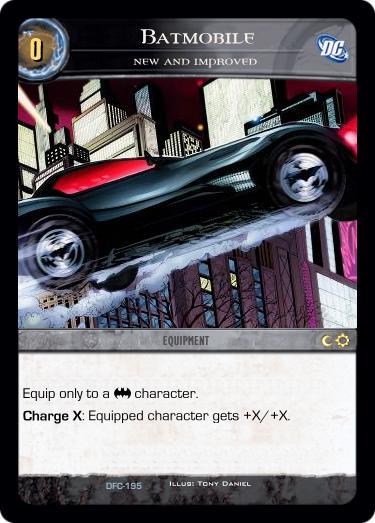 0
BATMOBILE
DC
NEW AND IMPROVED
EQUIPMENT
Equip only to a character.
Charge X: Equipped character gets +X/+X.
DFC-195 ILLUS: TONY DANIEL